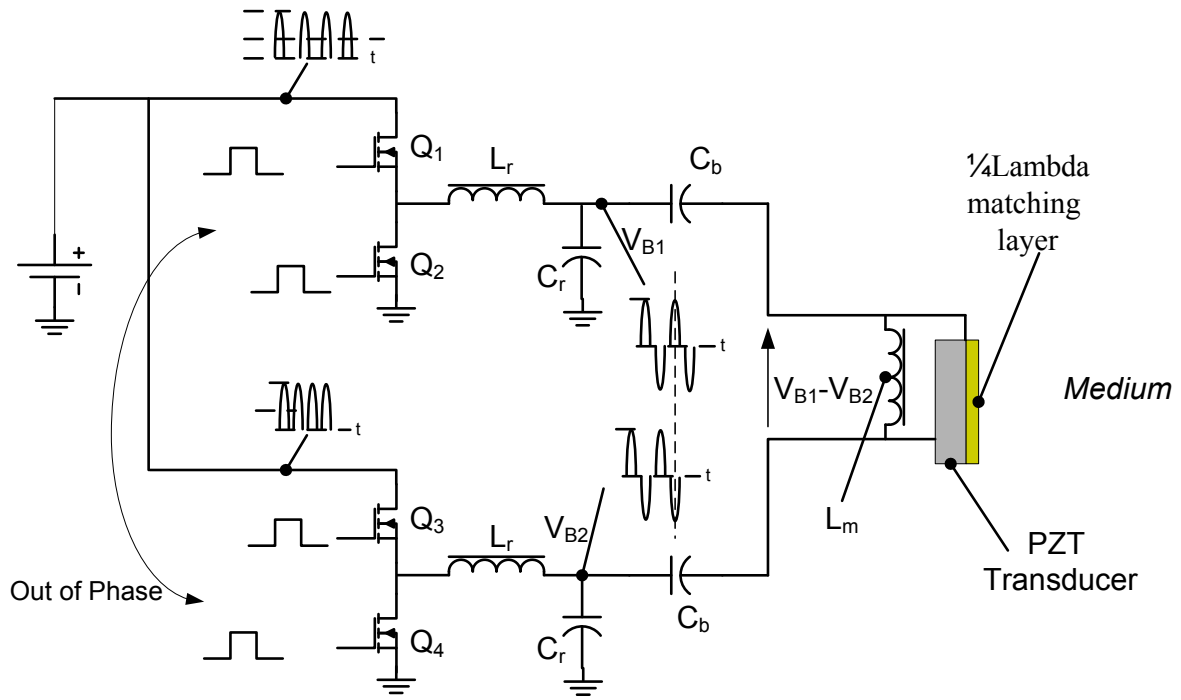 t
Q1
Lr
Cb
¼Lambda
matching
layer
+
Q2
Cr
VB1
t
VB1-VB2
Medium
t
t
Lm
Q3
VB2
Lr
PZT
Transducer
Out of Phase
Cb
Q4
Cr